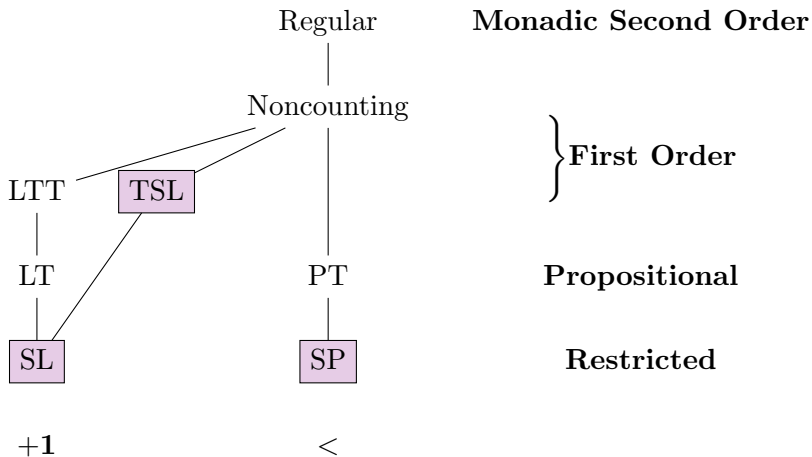 Regular Monadic Second Order
Noncounting
First Order
LTT TSL
LT PT Propositional
SL SP Restricted
+1 <